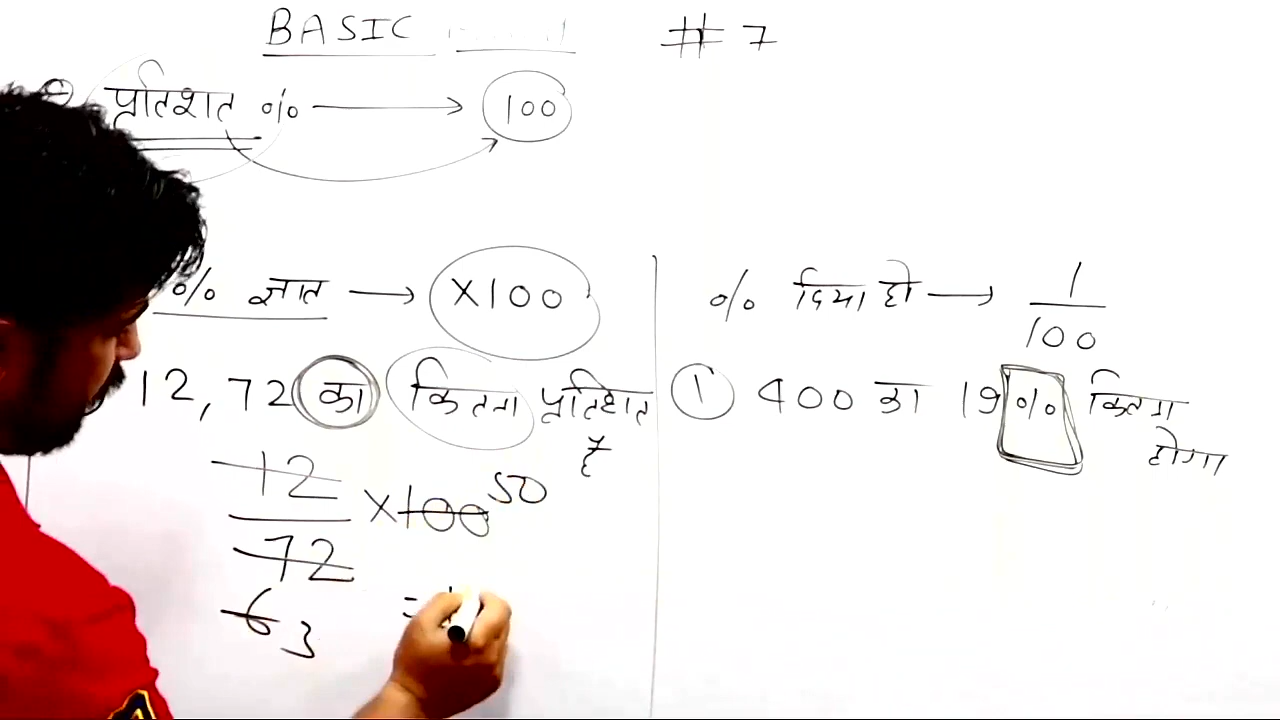 BASIC # 7
प्रतिशत % → 100
% ज्ञात → ×100
12, 72 का कितना प्रतिशत है
12
72
×100 50
6 3
=
% दिया हो → 1/100
1 400 का 19% कितना होगा